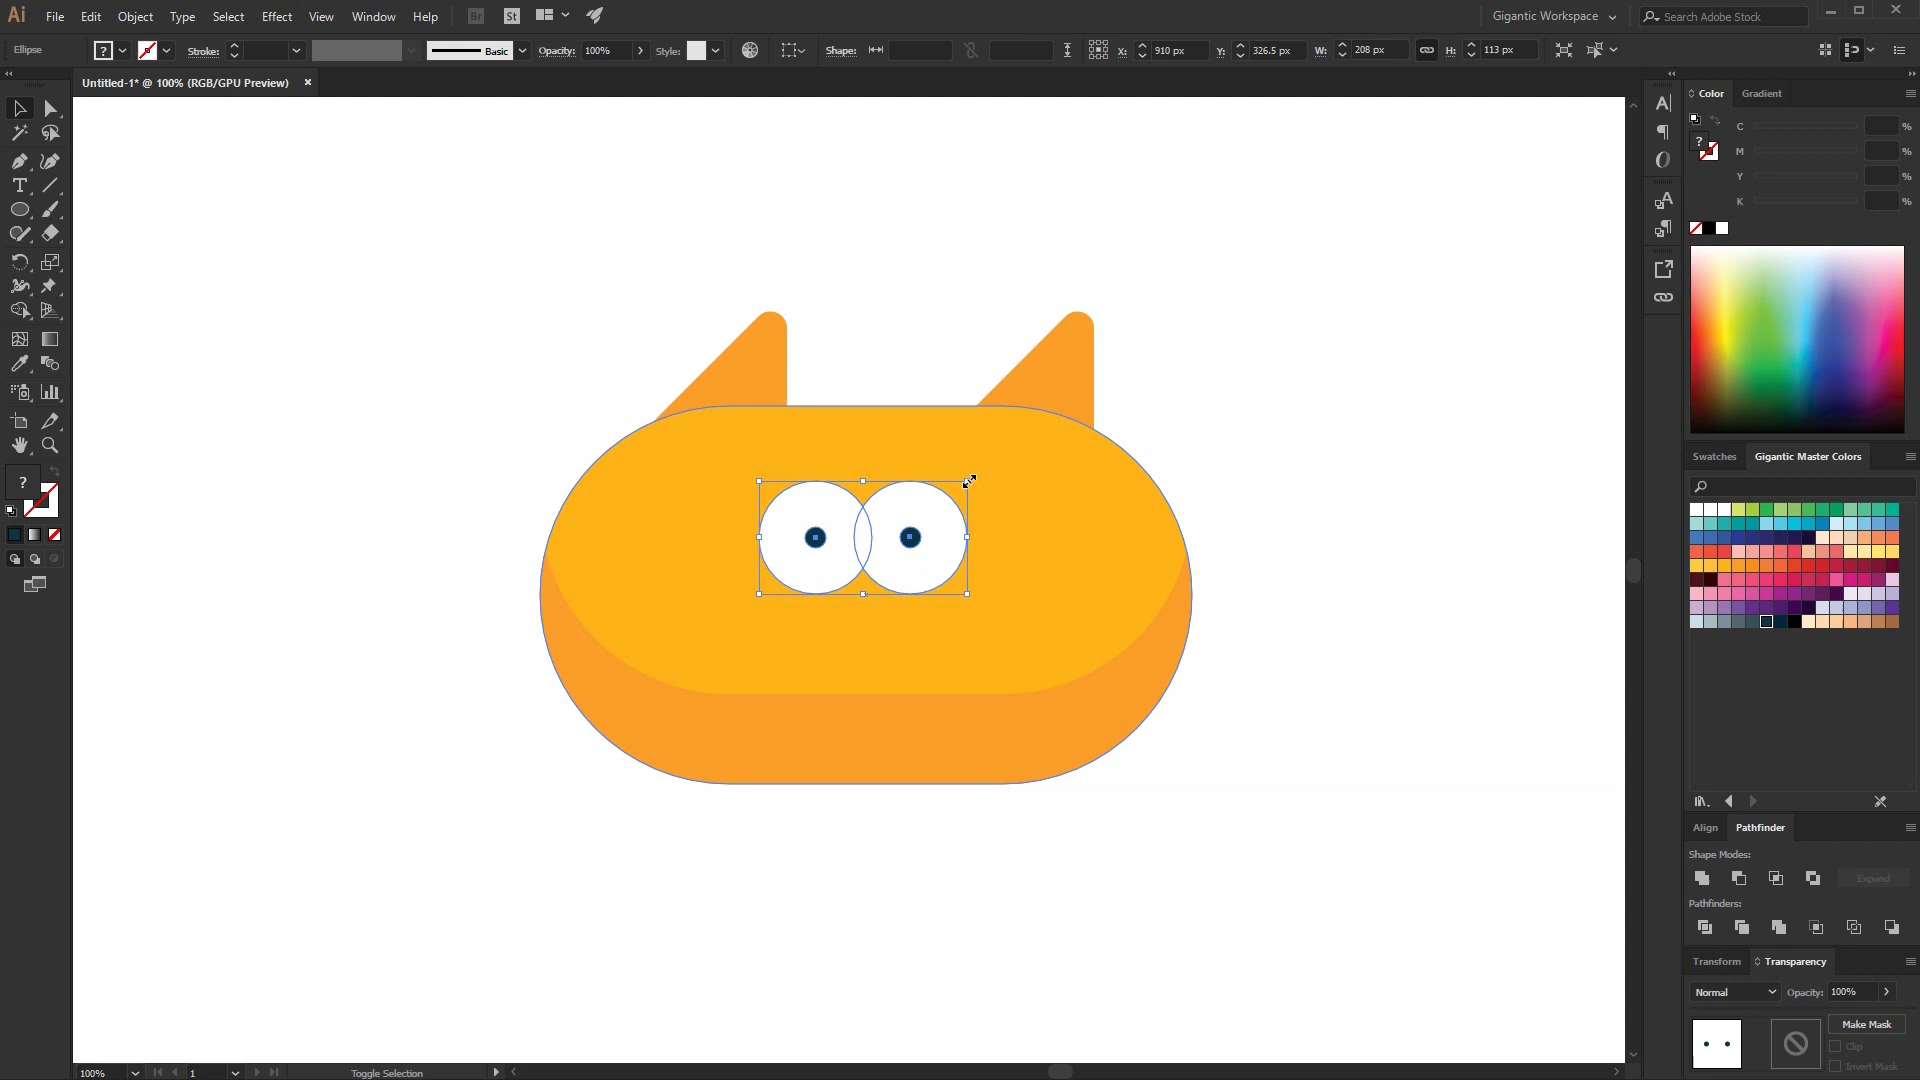 Ai File Edit Object Type Select Effect View Window Help Br St Gigantic Workspace Search Adobe Stock
Ellipse ? Stroke: Basic Opacity: 100% Style: Shape: X: 910 px Y: 326.5 px W: 208 px H: 113 px
Untitled-1* @ 100% (RGB/GPU Preview)
Color Gradient
C %
M %
Y %
K %
Swatches Gigantic Master Colors
Align Pathfinder
Shape Modes:
Expand
Pathfinders:
Transform Transparency
Normal Opacity: 100%
Make Mask
Clip
Invert Mask
100% 1 Toggle Selection